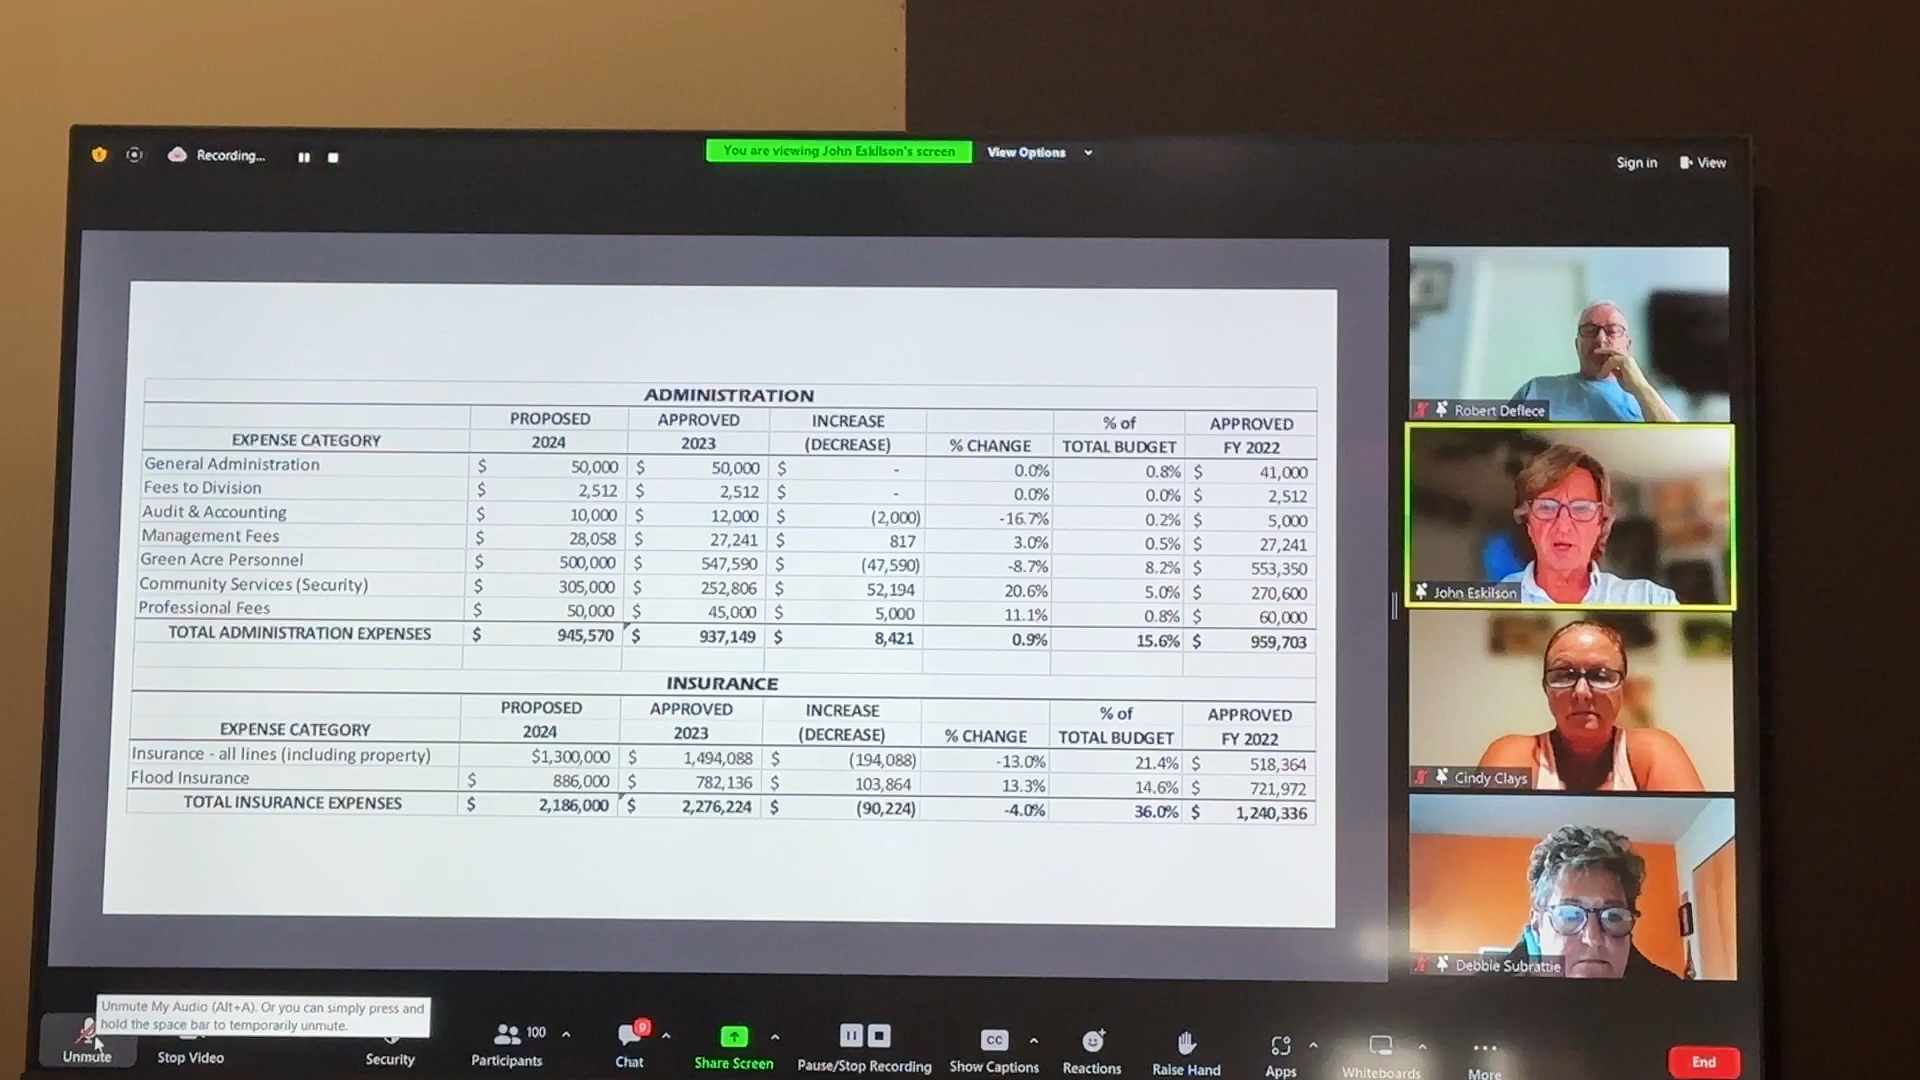 Recording...
You are viewing John Eskilson's screen
View Options
Sign in
View
ADMINISTRATION
PROPOSED APPROVED INCREASE % of APPROVED
EXPENSE CATEGORY 2024 2023 (DECREASE) % CHANGE TOTAL BUDGET FY 2022
General Administration $ 50,000 $ 50,000 $ - 0.0% 0.8% $ 41,000
Fees to Division $ 2,512 $ 2,512 $ - 0.0% 0.0% $ 2,512
Audit & Accounting $ 10,000 $ 12,000 $ (2,000) -16.7% 0.2% $ 5,000
Management Fees $ 28,058 $ 27,241 $ 817 3.0% 0.5% $ 27,241
Green Acre Personnel $ 500,000 $ 547,590 $ (47,590) -8.7% 8.2% $ 553,350
Community Services (Security) $ 305,000 $ 252,806 $ 52,194 20.6% 5.0% $ 270,600
Professional Fees $ 50,000 $ 45,000 $ 5,000 11.1% 0.8% $ 60,000
TOTAL ADMINISTRATION EXPENSES $ 945,570 $ 937,149 $ 8,421 0.9% 15.6% $ 959,703
INSURANCE
PROPOSED APPROVED INCREASE % of APPROVED
EXPENSE CATEGORY 2024 2023 (DECREASE) % CHANGE TOTAL BUDGET FY 2022
Insurance - all lines (including property) $1,300,000 $ 1,494,088 $ (194,088) -13.0% 21.4% $ 518,364
Flood Insurance $ 886,000 $ 782,136 $ 103,864 13.3% 14.6% $ 721,972
TOTAL INSURANCE EXPENSES $ 2,186,000 $ 2,276,224 $ (90,224) -4.0% 36.0% $ 1,240,336
Robert Deflece
John Eskilson
Cindy Clays
Debbie Subrattie
Unmute My Audio (Alt+A). Or you can simply press and
hold the space bar to temporarily unmute.
Unmute
Stop Video
Security
100
Participants
9
Chat
Share Screen
Pause/Stop Recording
CC
Show Captions
Reactions
Raise Hand
Apps
Whiteboards
More
End